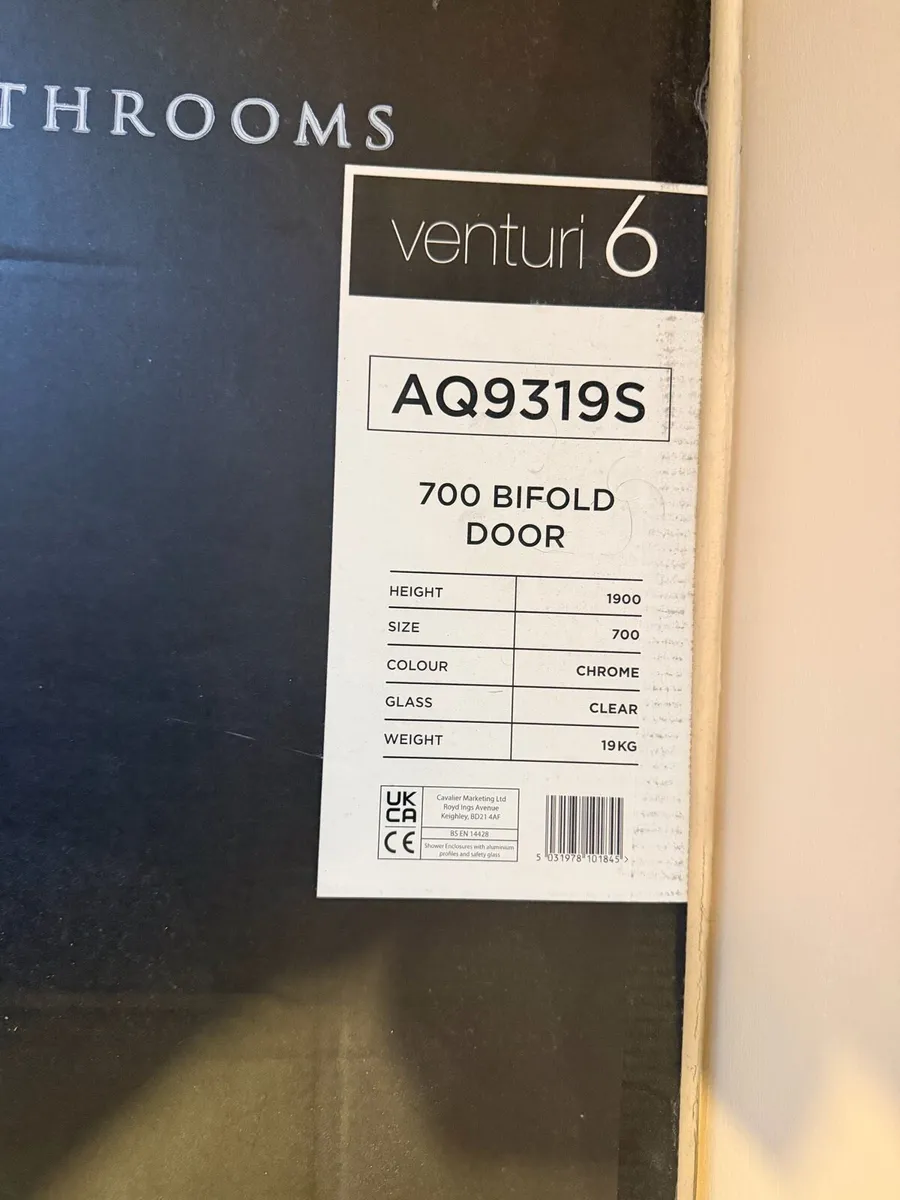 THROOMS
venturi 6
AQ9319S
700 BIFOLD
DOOR
HEIGHT 1900
SIZE 700
COLOUR CHROME
GLASS CLEAR
WEIGHT 19KG
UK
CA
CE
Cavalier Marketing Ltd
Royd Ings Avenue
Keighley, BD21 4AF
BS EN 14428
Shower Enclosures with aluminium
profiles and safety glass
5 031978 101845 >